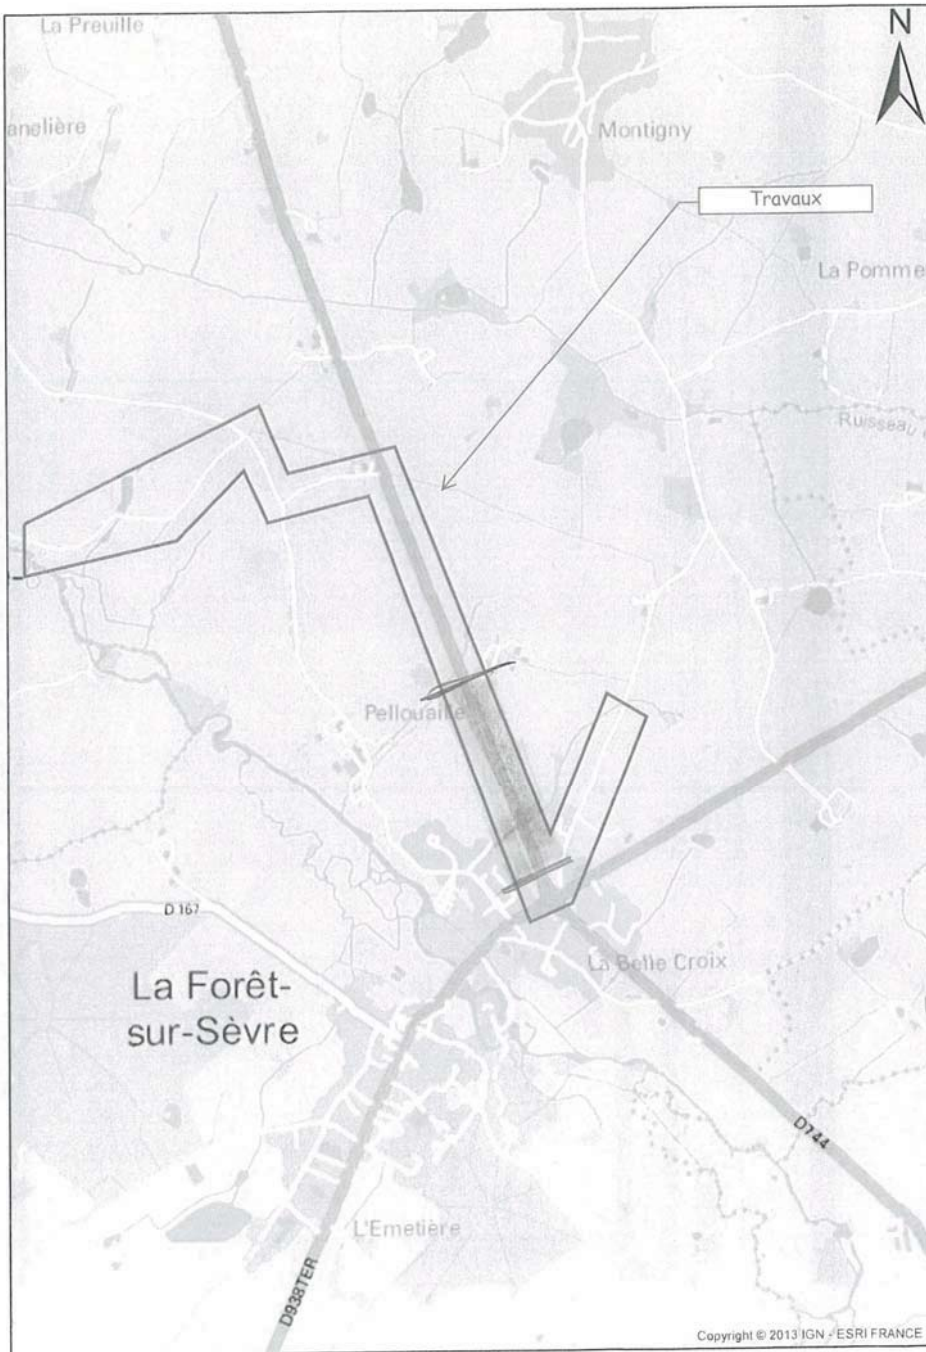 La Preuille
N
anelière
Montigny
Travaux
La Pomme
Ruisseau
Pellouaille
D 167
La Belle Croix
La Forêt-
sur-Sèvre
D744
L'Emetière
D938TER
Copyright © 2013 IGN - ESRI FRANCE